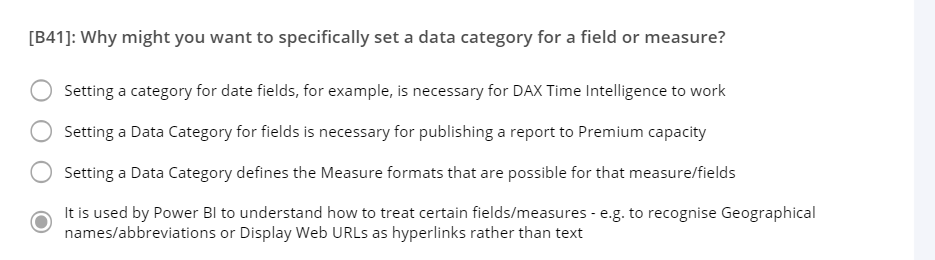 [B41]: Why might you want to specifically set a data category for a field or measure?
Setting a category for date fields, for example, is necessary for DAX Time Intelligence to work
Setting a Data Category for fields is necessary for publishing a report to Premium capacity
Setting a Data Category defines the Measure formats that are possible for that measure/fields
It is used by Power BI to understand how to treat certain fields/measures - e.g. to recognise Geographical
names/abbreviations or Display Web URLs as hyperlinks rather than text